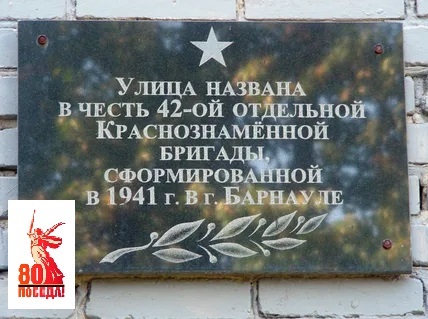 Улица названа
в честь 42-ой отдельной
Краснознамённой
бригады,
сформированной
в 1941 г. в г. Барнауле
80
ПОБЕДА!